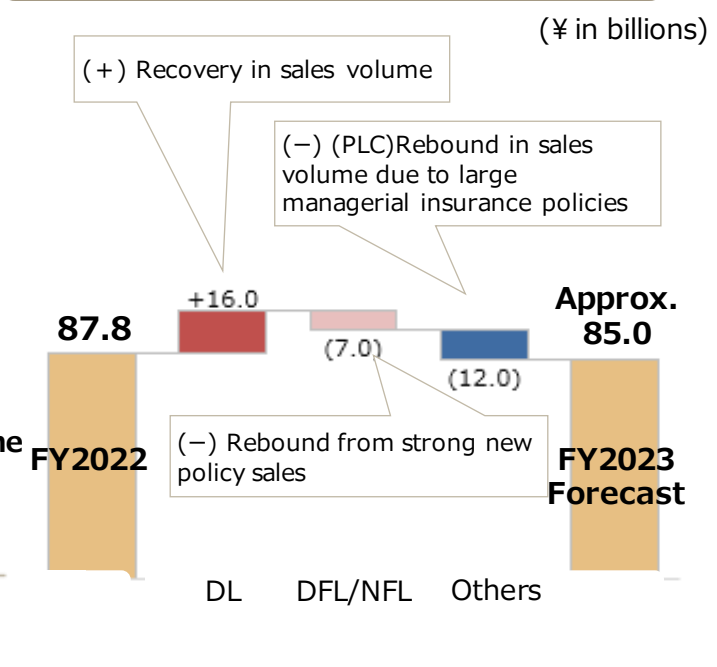 (¥ in billions)
(+) Recovery in sales volume
(−) (PLC)Rebound in sales
volume due to large
managerial insurance policies
+16.0
Approx.
85.0
87.8
(7.0)
(12.0)
(−) Rebound from strong new
policy sales
FY2022
FY2023
Forecast
DL
DFL/NFL
Others